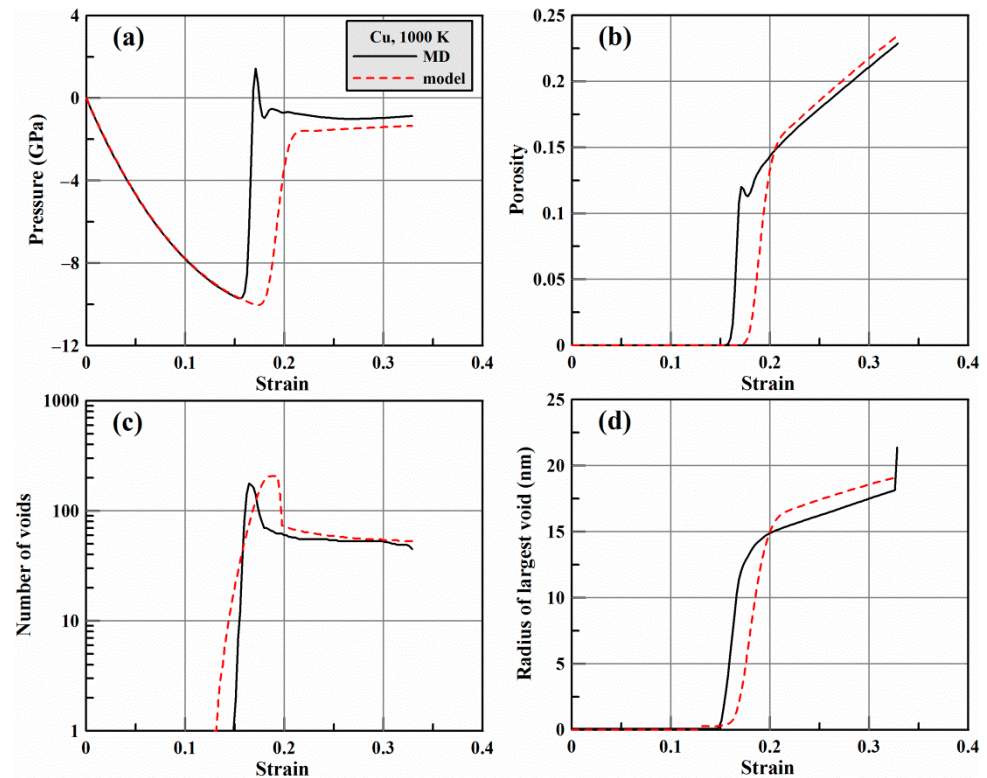 (a)
Cu, 1000 K
MD
model
4
0
−4
−8
−12
Pressure (GPa)
0
0.1
0.2
0.3
0.4
Strain
(b)
0.25
0.2
0.15
0.1
0.05
0
Porosity
0
0.1
0.2
0.3
0.4
Strain
(c)
1000
100
10
1
Number of voids
0
0.1
0.2
0.3
0.4
Strain
(d)
25
20
15
10
5
0
Radius of largest void (nm)
0
0.1
0.2
0.3
0.4
Strain